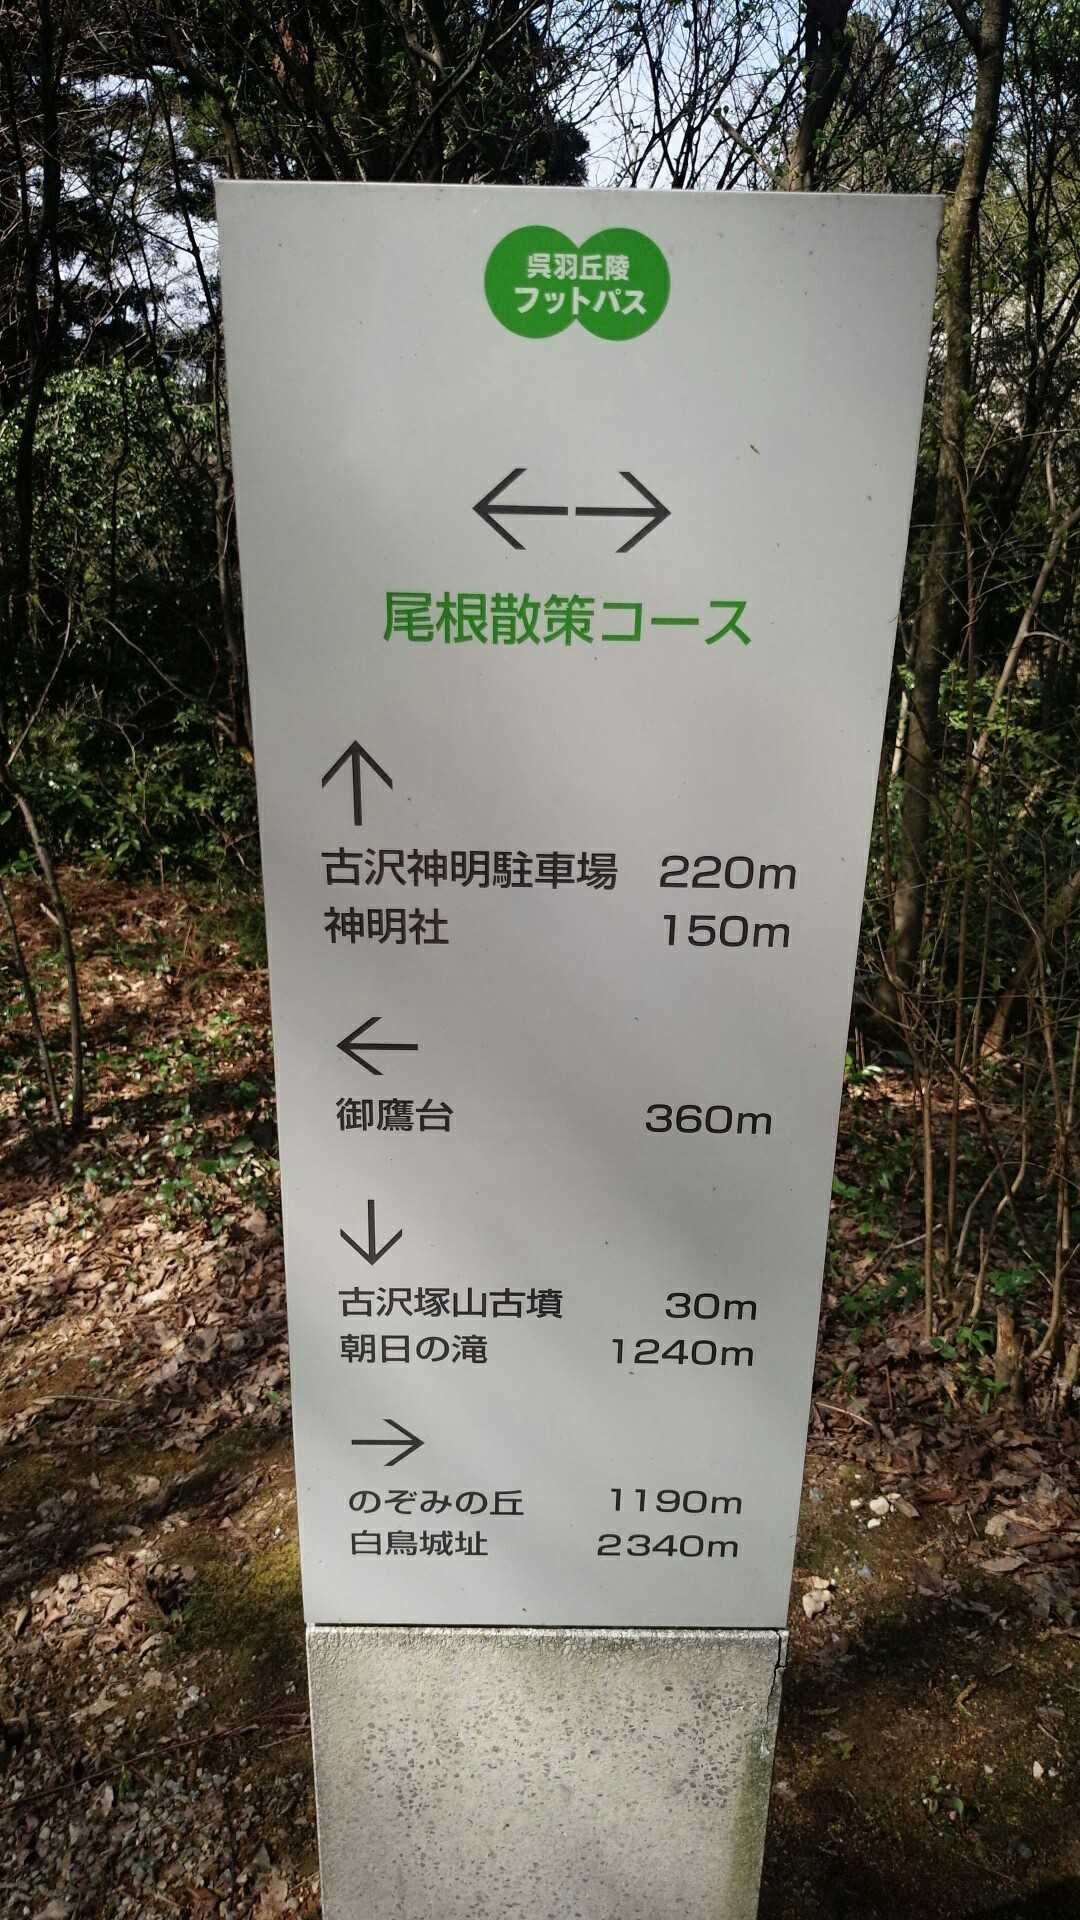 呉羽丘陵
フットパス
←→
尾根散策コース
↑
古沢神明駐車場 220m
神明社 150m
←
御鷹台 360m
↓
古沢塚山古墳 30m
朝日の滝 1240m
→
のぞみの丘 1190m
白鳥城址 2340m